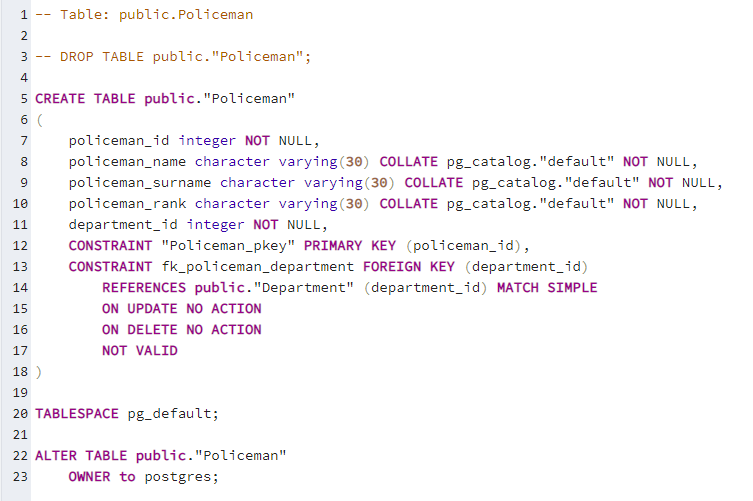 1 -- Table: public.Policeman
2
3 -- DROP TABLE public."Policeman";
4
5 CREATE TABLE public."Policeman"
6 (
7     policeman_id integer NOT NULL,
8     policeman_name character varying(30) COLLATE pg_catalog."default" NOT NULL,
9     policeman_surname character varying(30) COLLATE pg_catalog."default" NOT NULL,
10     policeman_rank character varying(30) COLLATE pg_catalog."default" NOT NULL,
11     department_id integer NOT NULL,
12     CONSTRAINT "Policeman_pkey" PRIMARY KEY (policeman_id),
13     CONSTRAINT fk_policeman_department FOREIGN KEY (department_id)
14         REFERENCES public."Department" (department_id) MATCH SIMPLE
15         ON UPDATE NO ACTION
16         ON DELETE NO ACTION
17         NOT VALID
18 )
19
20 TABLESPACE pg_default;
21
22 ALTER TABLE public."Policeman"
23     OWNER to postgres;